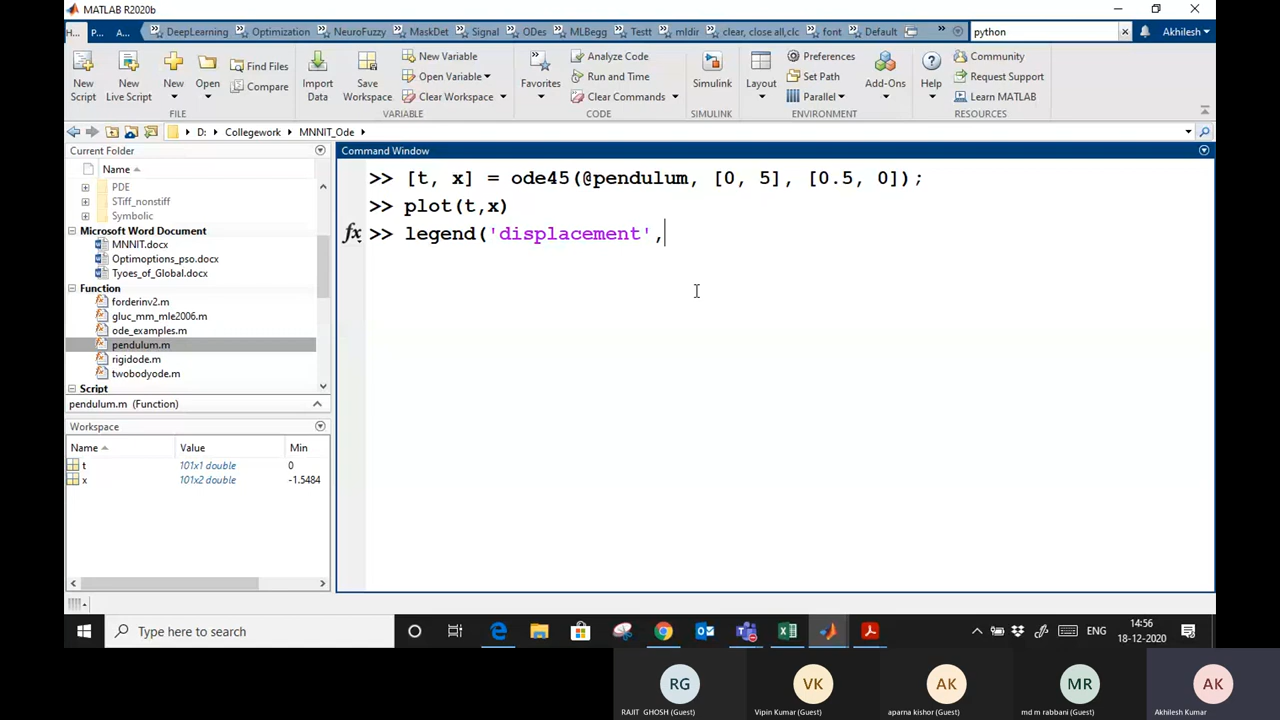 MATLAB R2020b
H... P... A... DeepLearning Optimization NeuroFuzzy MaskDet Signal ODes MLBegg Testt mldir clear, close all,clc font Default » python Akhilesh
New Script
New Live Script
New
Open
Find Files
Compare
Import Data
Save Workspace
New Variable
Open Variable
Clear Workspace
Favorites
Analyze Code
Run and Time
Clear Commands
Simulink
Layout
Preferences
Set Path
Parallel
Add-Ons
Help
Community
Request Support
Learn MATLAB
FILE VARIABLE CODE SIMULINK ENVIRONMENT RESOURCES
D: Collegework MNNIT_Ode
Current Folder
Name
PDE
STiff_nonstiff
Symbolic
Microsoft Word Document
MNNIT.docx
Optimoptions_pso.docx
Tyoes_of_Global.docx
Function
forderinv2.m
gluc_mm_mle2006.m
ode_examples.m
pendulum.m
rigidode.m
twobodyode.m
Script
pendulum.m (Function)
Workspace
Name Value Min
t 101x1 double 0
x 101x2 double -1.5484
Command Window
>> [t, x] = ode45(@pendulum, [0, 5], [0.5, 0]);
>> plot(t,x)
fx >> legend('displacement',
Type here to search
ENG
14:56
18-12-2020
RG
RAJIT GHOSH (Guest)
VK
Vipin Kumar (Guest)
AK
aparna kishor (Guest)
MR
md m rabbani (Guest)
AK
Akhilesh Kumar